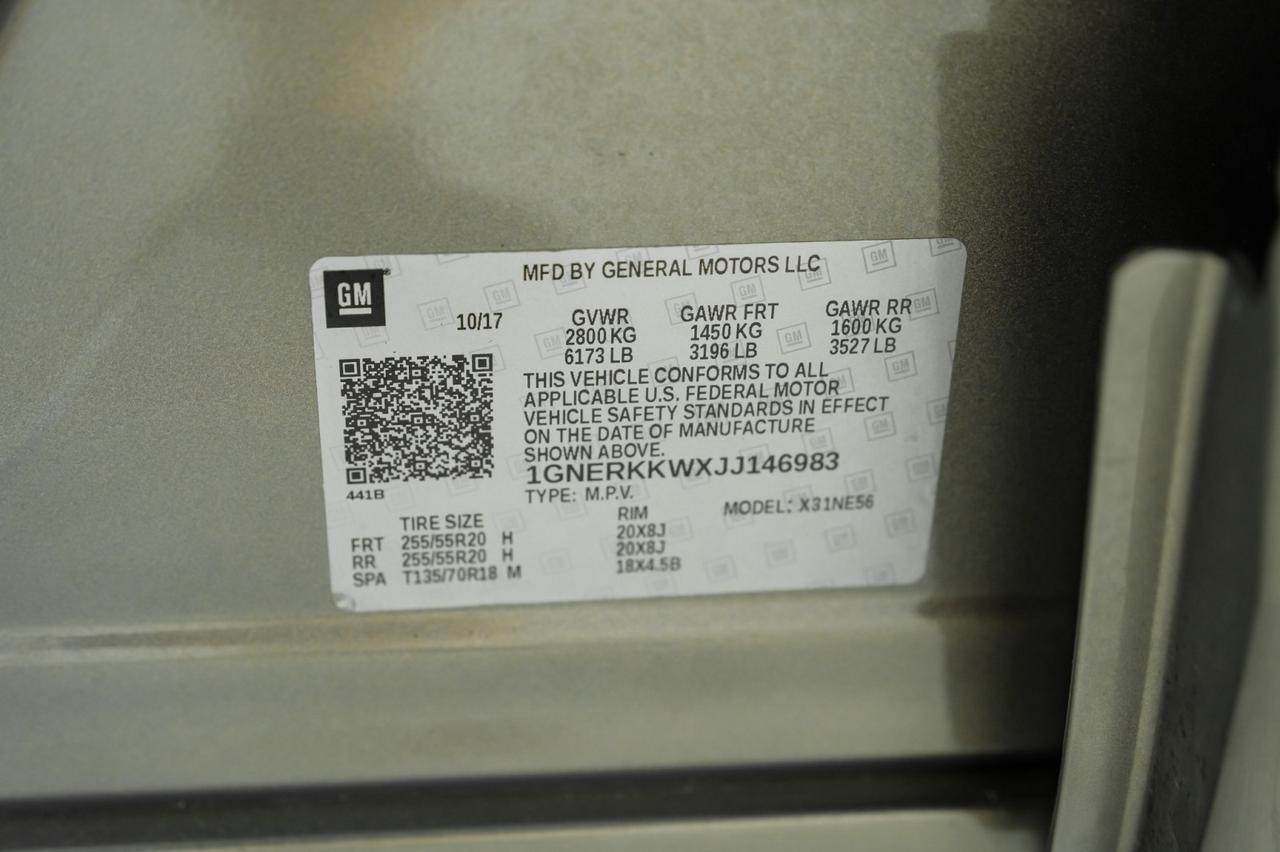 GM
MFD BY GENERAL MOTORS LLC
10/17
GVWR GAWR FRT GAWR RR
2800 KG 1450 KG 1600 KG
6173 LB 3196 LB 3527 LB
THIS VEHICLE CONFORMS TO ALL
APPLICABLE U.S. FEDERAL MOTOR
VEHICLE SAFETY STANDARDS IN EFFECT
ON THE DATE OF MANUFACTURE
SHOWN ABOVE.
1GNERKKWXJJ146983
441B
TYPE: M.P.V. MODEL: X31NE56
TIRE SIZE RIM
FRT 255/55R20 H 20X8J
RR 255/55R20 H 20X8J
SPA T135/70R18 M 18X4.5B